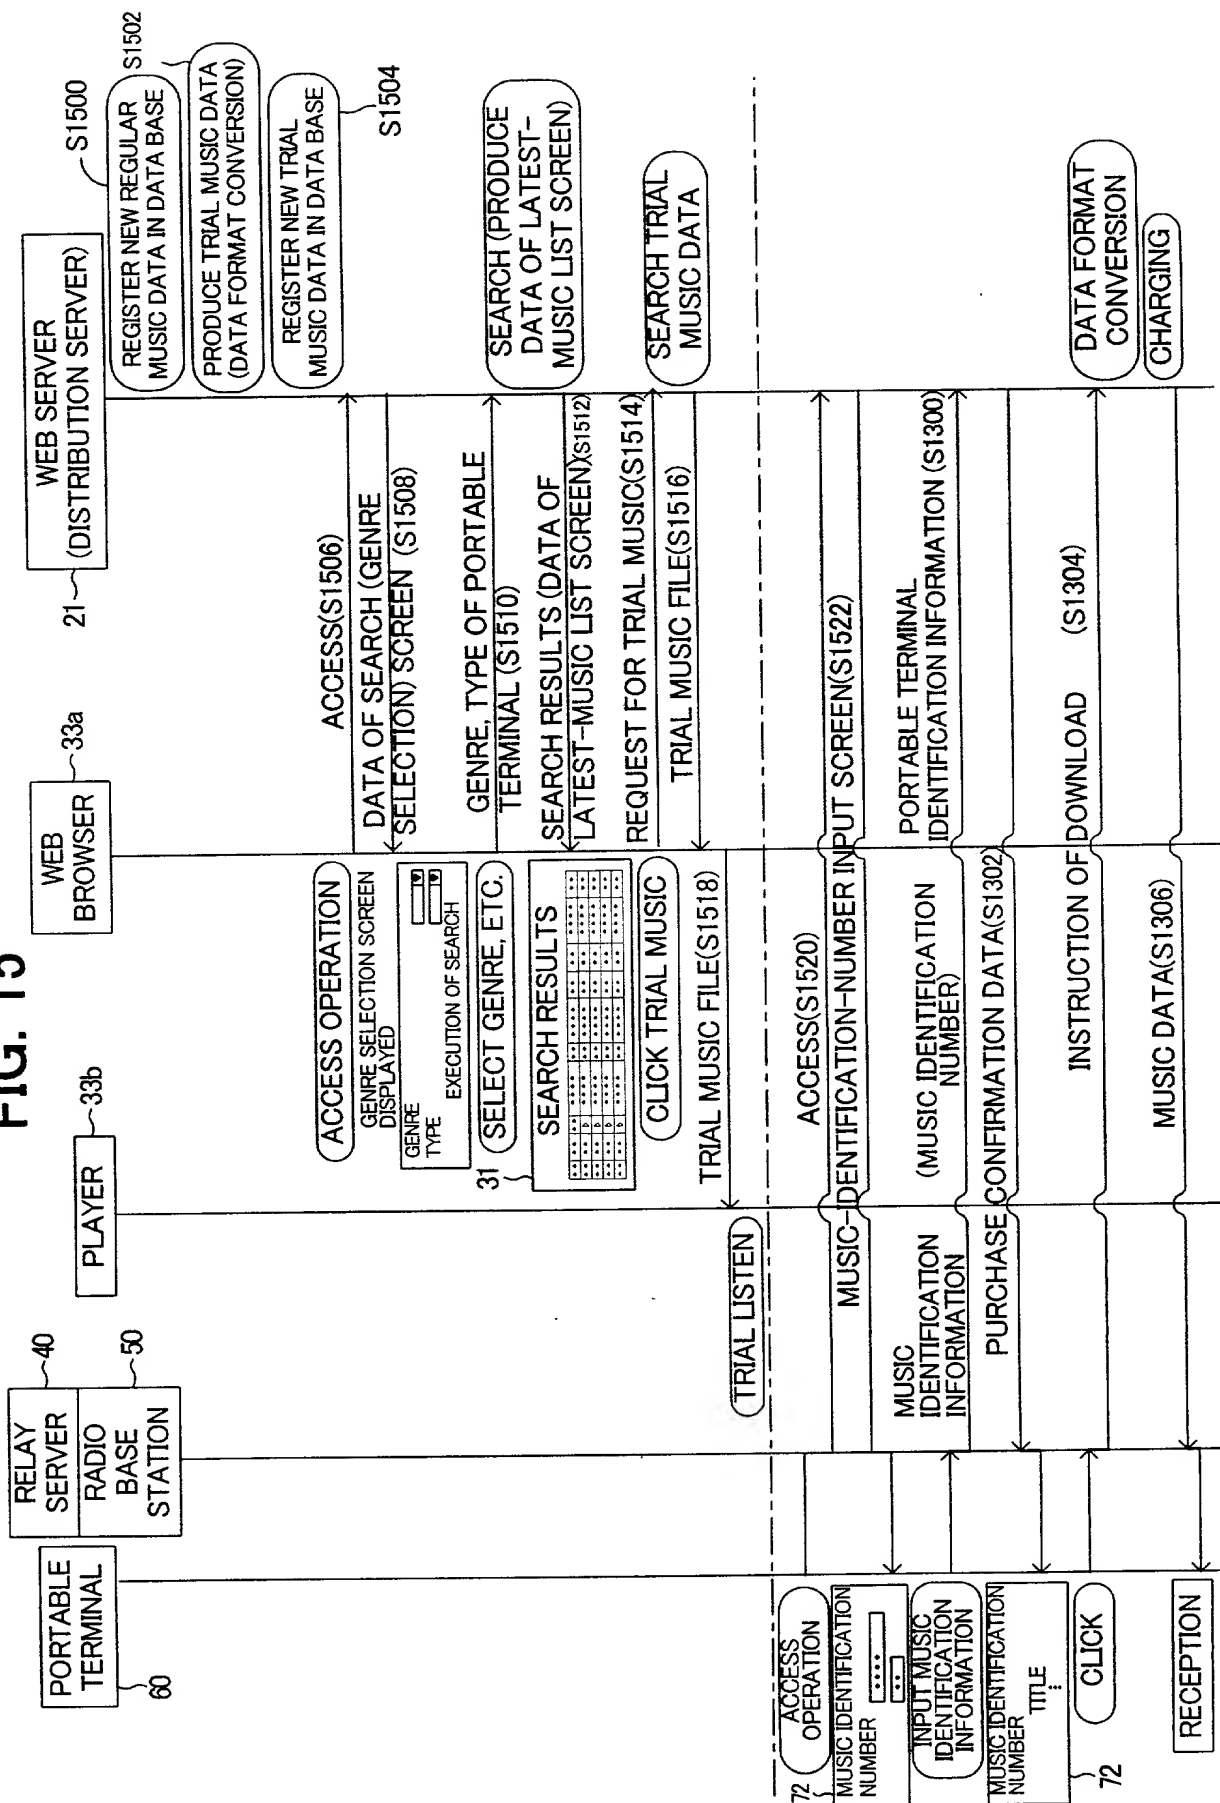 FIG. 15
PORTABLE
TERMINAL
60
RELAY
SERVER
40
RADIO
BASE
STATION
50
PLAYER
33b
WEB
BROWSER
33a
WEB SERVER
(DISTRIBUTION SERVER)
21
REGISTER NEW REGULAR
MUSIC DATA IN DATA BASE
S1500
PRODUCE TRIAL MUSIC DATA
(DATA FORMAT CONVERSION)
S1502
REGISTER NEW TRIAL
MUSIC DATA IN DATA BASE
S1504
ACCESS OPERATION
ACCESS(S1506)
DATA OF SEARCH (GENRE
SELECTION) SCREEN (S1508)
GENRE SELECTION SCREEN
DISPLAYED
GENRE
TYPE
EXECUTION OF SEARCH
SELECT GENRE, ETC.
GENRE, TYPE OF PORTABLE
TERMINAL (S1510)
SEARCH (PRODUCE
DATA OF LATEST-
MUSIC LIST SCREEN)
SEARCH RESULTS (DATA OF
LATEST-MUSIC LIST SCREEN)(S1512)
31
SEARCH RESULTS
CLICK TRIAL MUSIC
REQUEST FOR TRIAL MUSIC(S1514)
SEARCH TRIAL
MUSIC DATA
TRIAL MUSIC FILE(S1516)
TRIAL MUSIC FILE(S1518)
TRIAL LISTEN
ACCESS
OPERATION
ACCESS(S1520)
MUSIC-IDENTIFICATION-NUMBER INPUT SCREEN(S1522)
72
MUSIC IDENTIFICATION
NUMBER
INPUT MUSIC
IDENTIFICATION
INFORMATION
MUSIC
IDENTIFICATION
INFORMATION
(MUSIC IDENTIFICATION
NUMBER)
PORTABLE TERMINAL
IDENTIFICATION INFORMATION (S1300)
PURCHASE CONFIRMATION DATA(S1302)
MUSIC IDENTIFICATION
NUMBER
TITLE
72
CLICK
INSTRUCTION OF DOWNLOAD (S1304)
DATA FORMAT
CONVERSION
CHARGING
MUSIC DATA(S1306)
RECEPTION